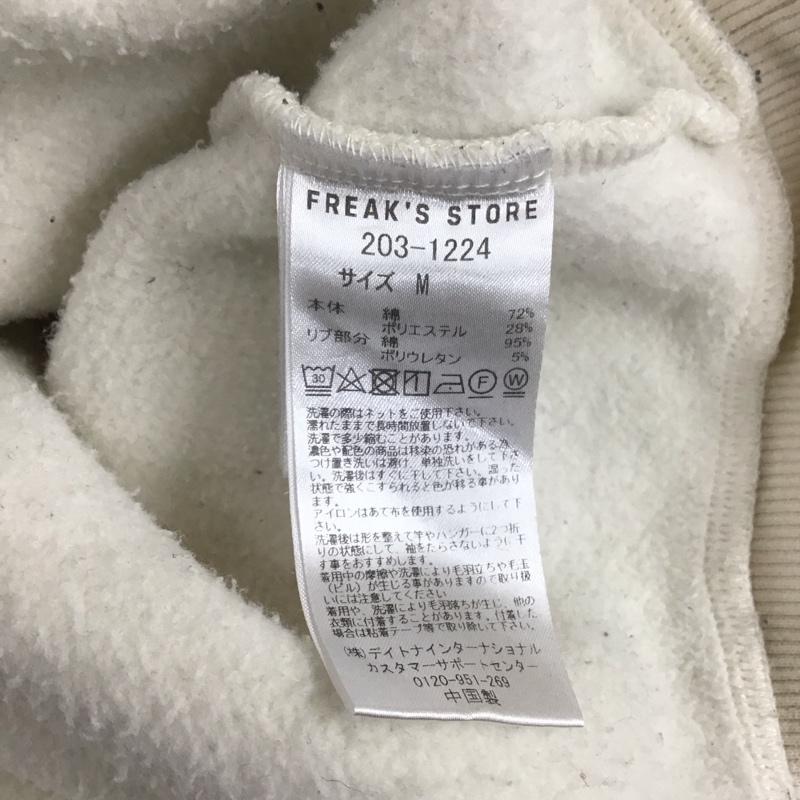 FREAK'S STORE
203-1224
サイズ M
本体 綿 72%
ポリエステル 28%
リブ部分 綿 95%
ポリウレタン 5%
30 F W
洗濯の際はネットをご使用下さい。
濡れたままで長時間放置しないで下さい。
洗濯で多少縮むことがあります。
濃色や配色の商品は移染の恐れがある為、
つけ置き洗いは避け、単独洗いをして下さ
い。洗濯後はすぐに干して下さい。湿った
状態で強くこすられると色が移る事があり
ます。
アイロンはあて布を使用するようにして下
さい。
洗濯後は形を整えて竿やハンガーに2つ折
りの状態にして、袖をたらさないように干
す事をおすすめします。
着用中の摩擦や洗濯により毛羽立ちや毛玉
（ピル）が生じる事がありますので取り扱
いには注意してください
着用や、洗濯により毛羽落ちが生じ、他の
衣類に付着することがあります。付着した
場合は粘着テープ等で取り除いて下さい。
(株)デイトナインターナショナル
カスタマーサポートセンター
0120-951-269
中国製